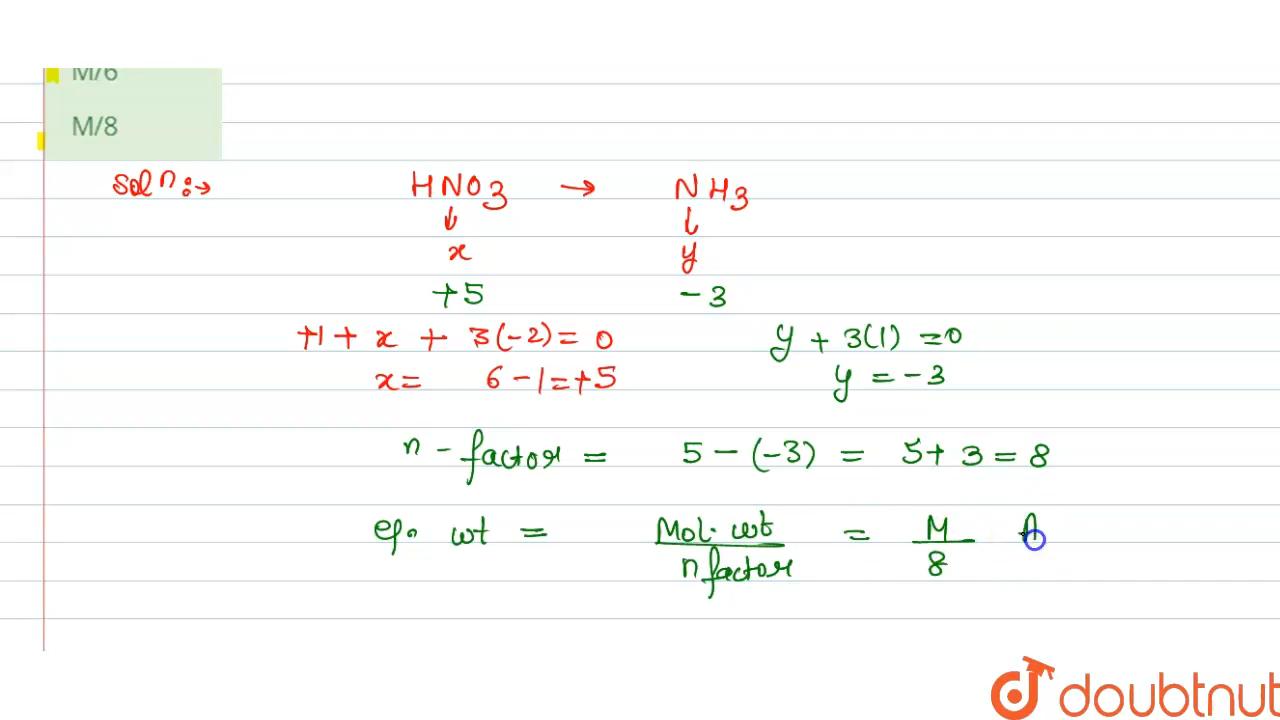 M/6
M/8
Soln :→ HNO3 → NH3
↓ ↓
x y
+5 -3
+1 + x + 3(-2) = 0 y + 3(1) = 0
x = 6 - 1 = +5 y = -3
n - factor = 5 - (-3) = 5 + 3 = 8
eq. wt = Mol. wt / n factor = M / 8 A
doubtnut